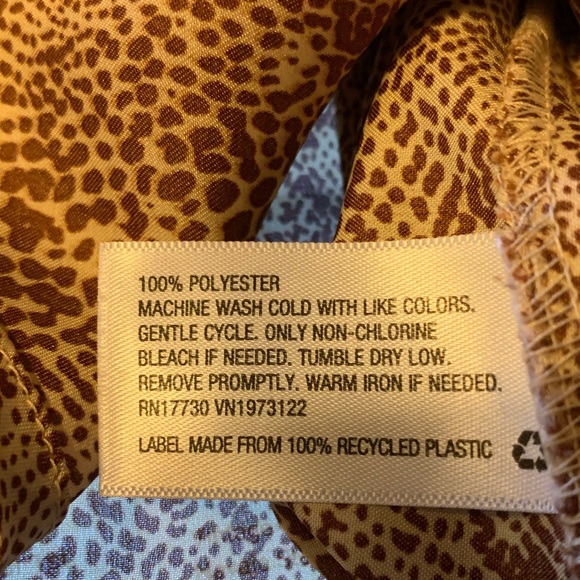 100% POLYESTER
MACHINE WASH COLD WITH LIKE COLORS.
GENTLE CYCLE. ONLY NON-CHLORINE
BLEACH IF NEEDED. TUMBLE DRY LOW.
REMOVE PROMPTLY. WARM IRON IF NEEDED.
RN17730 VN1973122
LABEL MADE FROM 100% RECYCLED PLASTIC